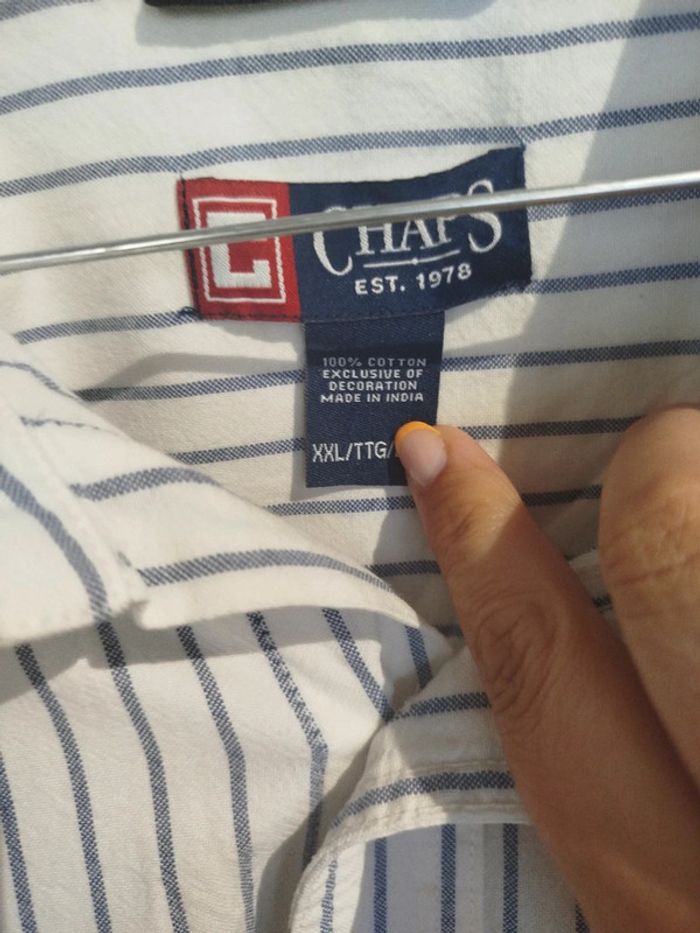 C CHAPS
EST. 1978
100% COTTON
EXCLUSIVE OF
DECORATION
MADE IN INDIA
XXL/TTG/